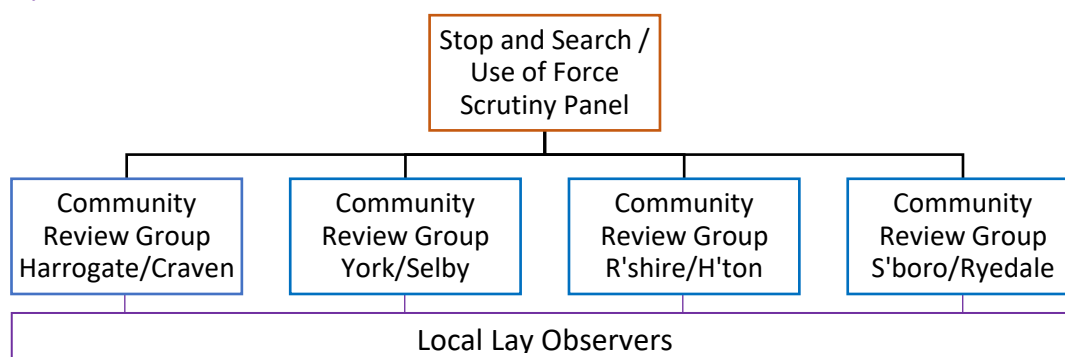 Stop and Search /
Use of Force
Scrutiny Panel
Community
Review Group
Harrogate/Craven
Community
Review Group
York/Selby
Community
Review Group
R'shire/H'ton
Community
Review Group
S'boro/Ryedale
Local Lay Observers